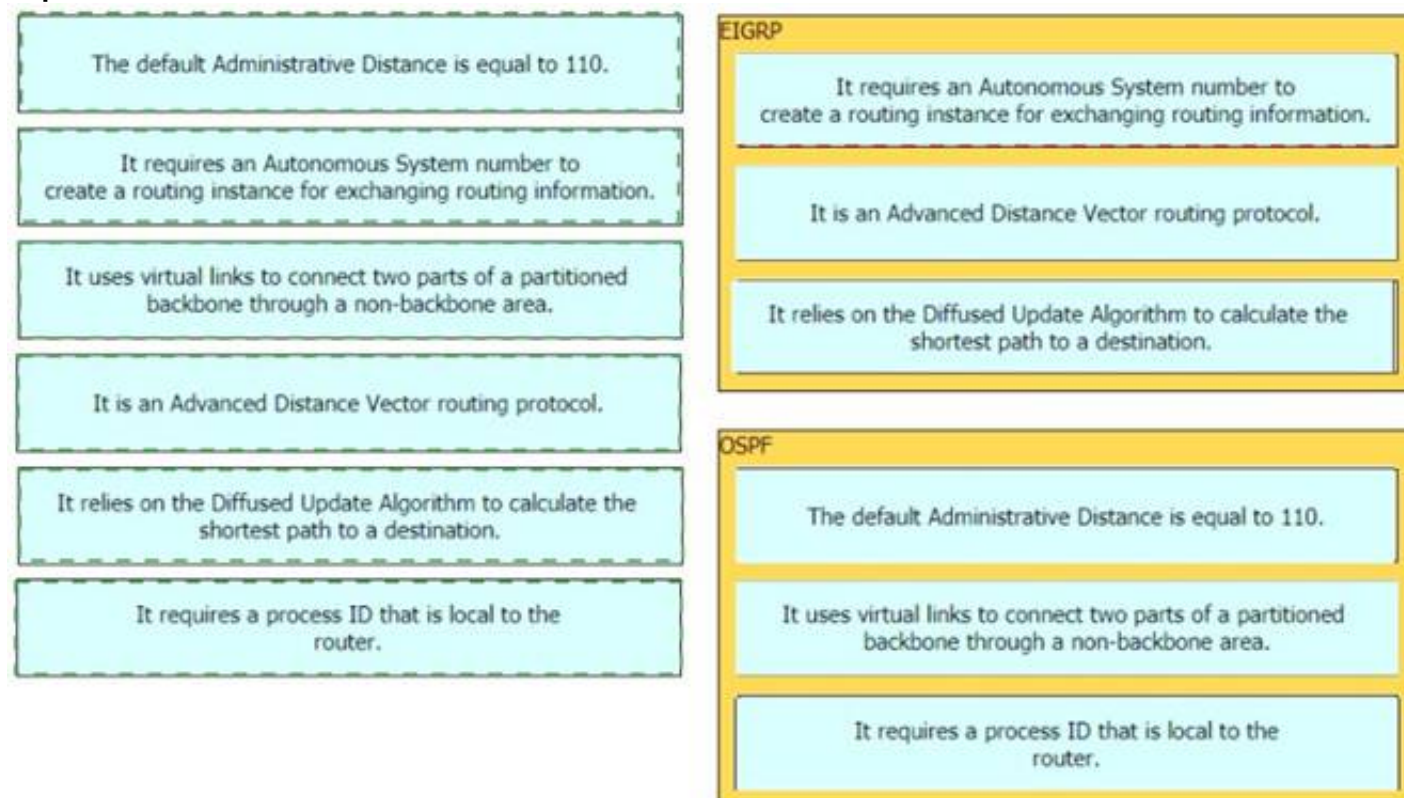 The default Administrative Distance is equal to 110.
It requires an Autonomous System number to
create a routing instance for exchanging routing information.
It uses virtual links to connect two parts of a partitioned
backbone through a non-backbone area.
It is an Advanced Distance Vector routing protocol.
It relies on the Diffused Update Algorithm to calculate the
shortest path to a destination.
It requires a process ID that is local to the
router.
EIGRP
It requires an Autonomous System number to
create a routing instance for exchanging routing information.
It is an Advanced Distance Vector routing protocol.
It relies on the Diffused Update Algorithm to calculate the
shortest path to a destination.
OSPF
The default Administrative Distance is equal to 110.
It uses virtual links to connect two parts of a partitioned
backbone through a non-backbone area.
It requires a process ID that is local to the
router.